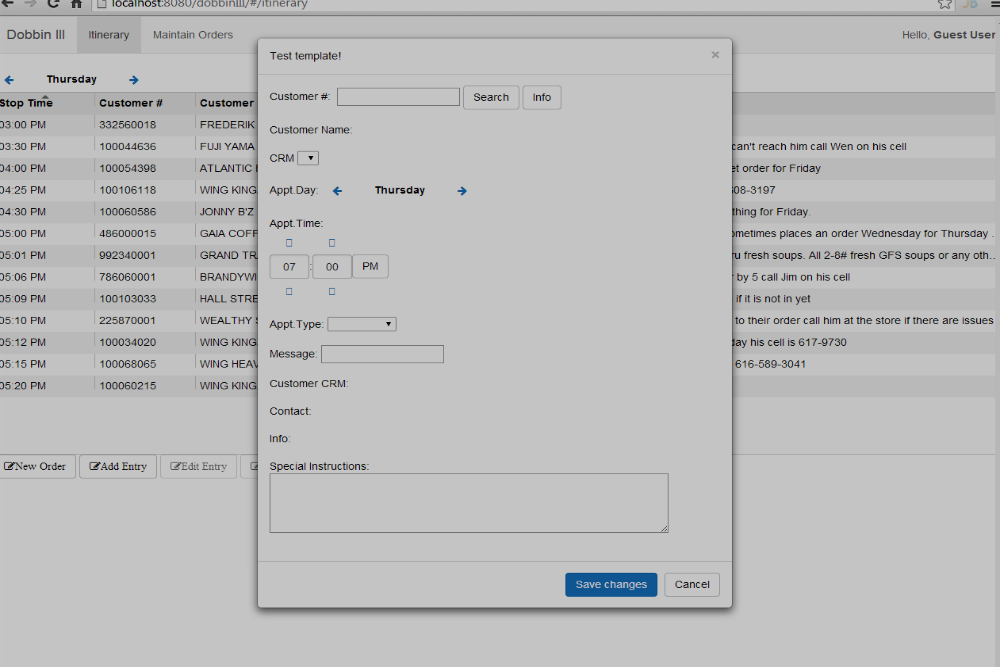 localhost:8080/dobbinIII/#/itinerary
Dobbin III Itinerary Maintain Orders Hello, Guest User
Thursday
Stop Time Customer # Customer
03:00 PM 332560018 FREDERIK
03:30 PM 100044636 FUJI YAMA can't reach him call Wen on his cell
04:00 PM 100054398 ATLANTIC et order for Friday
04:25 PM 100106118 WING KING 608-3197
04:30 PM 100060586 JONNY B'Z thing for Friday.
05:00 PM 486000015 GAIA COFF ometimes places an order Wednesday for Thursday .
05:01 PM 992340001 GRAND TRA ru fresh soups. All 2-8# fresh GFS soups or any oth...
05:06 PM 786060001 BRANDYWI by 5 call Jim on his cell
05:09 PM 100103033 HALL STRE if it is not in yet
05:10 PM 225870001 WEALTHY S to their order call him at the store if there are issues
05:12 PM 100034020 WING KING day his cell is 617-9730
05:15 PM 100068065 WING HEAV 616-589-3041
05:20 PM 100060215 WING KING
New Order Add Entry Edit Entry
Test template! ×
Customer #: Search Info
Customer Name:
CRM
Appt.Day: Thursday
Appt.Time:
07 : 00 PM
Appt.Type:
Message:
Customer CRM:
Contact:
Info:
Special Instructions:
Save changes Cancel